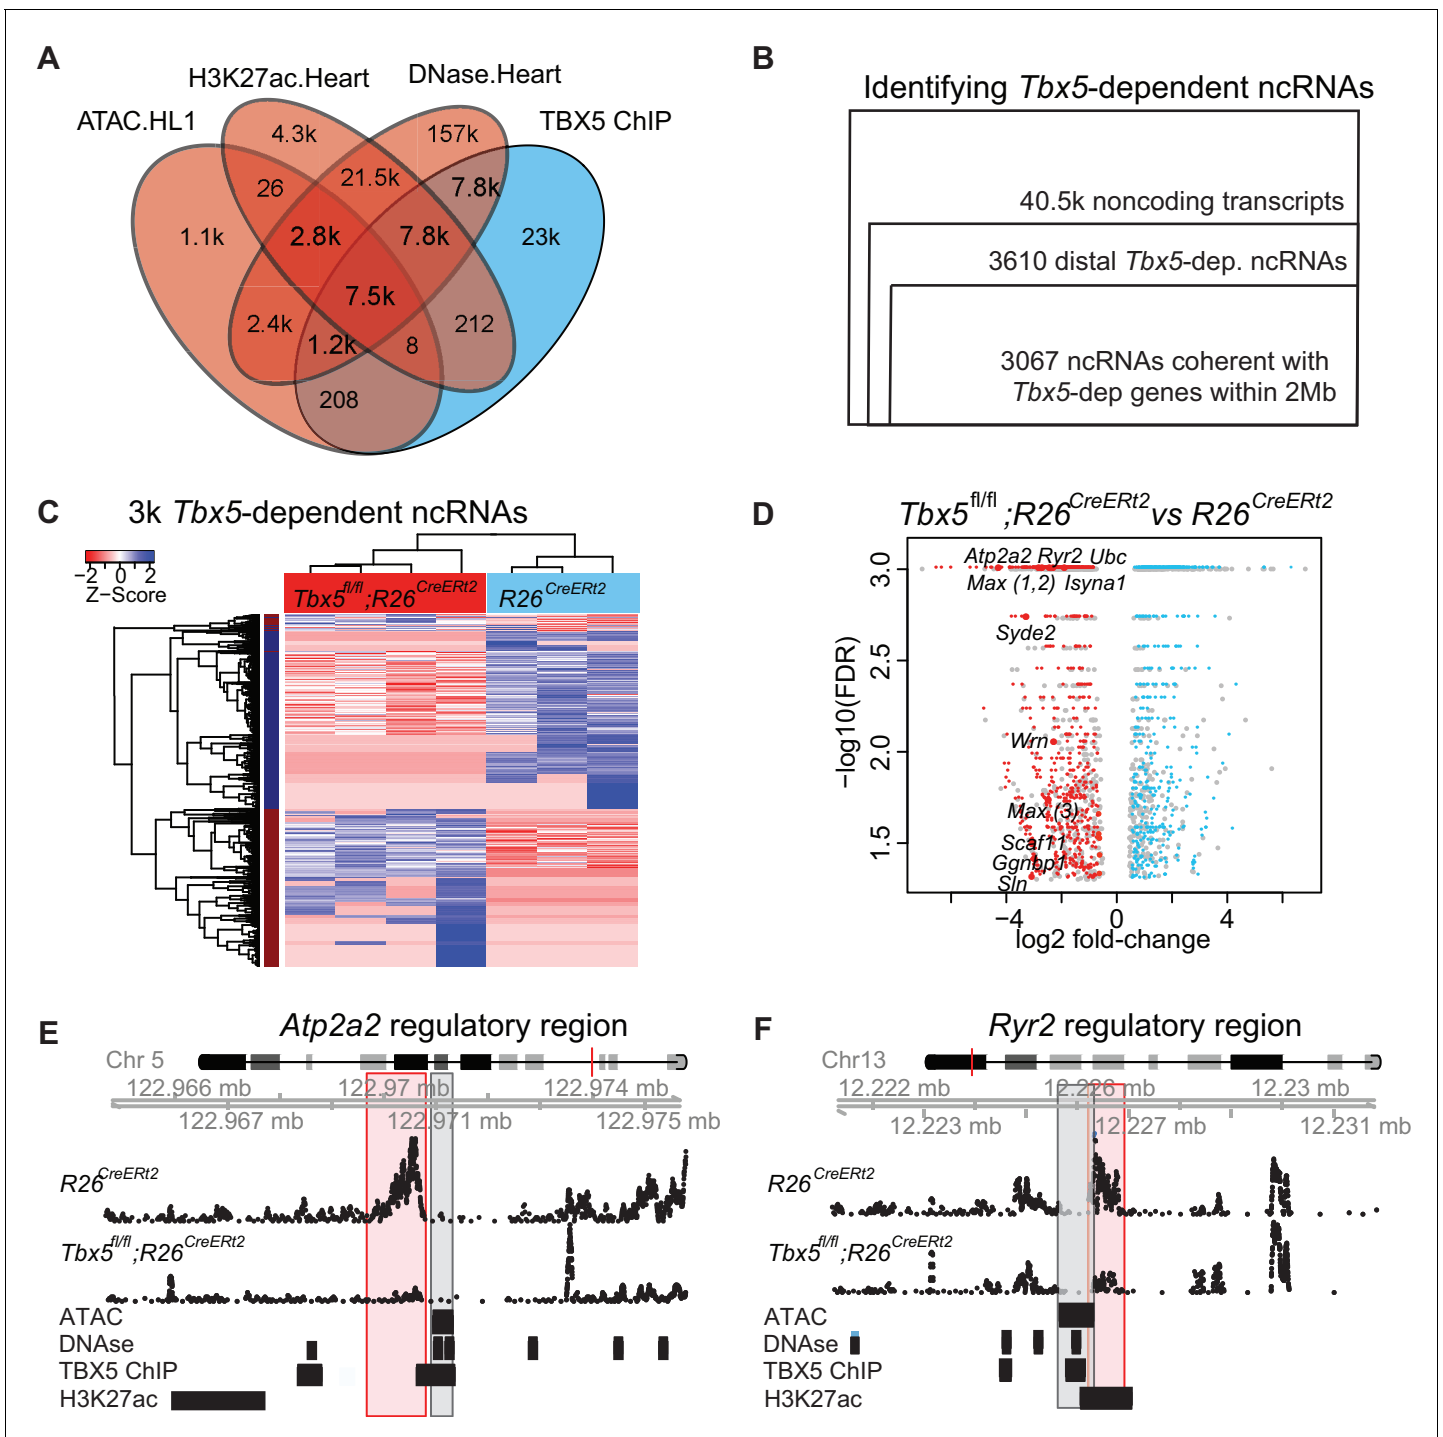 A
H3K27ac.Heart
DNase.Heart
ATAC.HL1
TBX5 ChIP
4.3k
157k
26
21.5k
7.8k
1.1k
2.8k
7.8k
23k
7.5k
2.4k
1.2k
8
212
208
B
Identifying Tbx5-dependent ncRNAs
40.5k noncoding transcripts
3610 distal Tbx5-dep. ncRNAs
3067 ncRNAs coherent with
Tbx5-dep genes within 2Mb
C
3k Tbx5-dependent ncRNAs
−2 0 2
Z−Score
Tbx5fl/fl;R26CreERt2
R26CreERt2
D
Tbx5fl/fl;R26CreERt2 vs R26CreERt2
Atp2a2 Ryr2 Ubc
Max (1,2) Isyna1
Syde2
Wrn
Max (3)
Scaf11
Ggnbp1
Sln
3.0
2.5
2.0
1.5
−log10(FDR)
−4 0 4
log2 fold-change
E
Atp2a2 regulatory region
Chr 5
122.966 mb
122.97 mb
122.974 mb
122.967 mb
122.971 mb
122.975 mb
R26CreERt2
Tbx5fl/fl;R26CreERt2
ATAC
DNAse
TBX5 ChIP
H3K27ac
F
Ryr2 regulatory region
Chr13
12.222 mb
12.226 mb
12.23 mb
12.223 mb
12.227 mb
12.231 mb
R26CreERt2
Tbx5fl/fl;R26CreERt2
ATAC
DNAse
TBX5 ChIP
H3K27ac